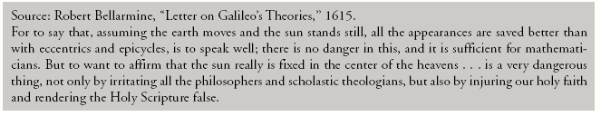 Source: Robert Bellarmine, “Letter on Galileo’s Theories,” 1615.
For to say that, assuming the earth moves and the sun stands still, all the appearances are saved better than
with eccentrics and epicycles, is to speak well; there is no danger in this, and it is sufficient for mathemati-
cians. But to want to affirm that the sun really is fixed in the center of the heavens . . . is a very dangerous
thing, not only by irritating all the philosophers and scholastic theologians, but also by injuring our holy faith
and rendering the Holy Scripture false.